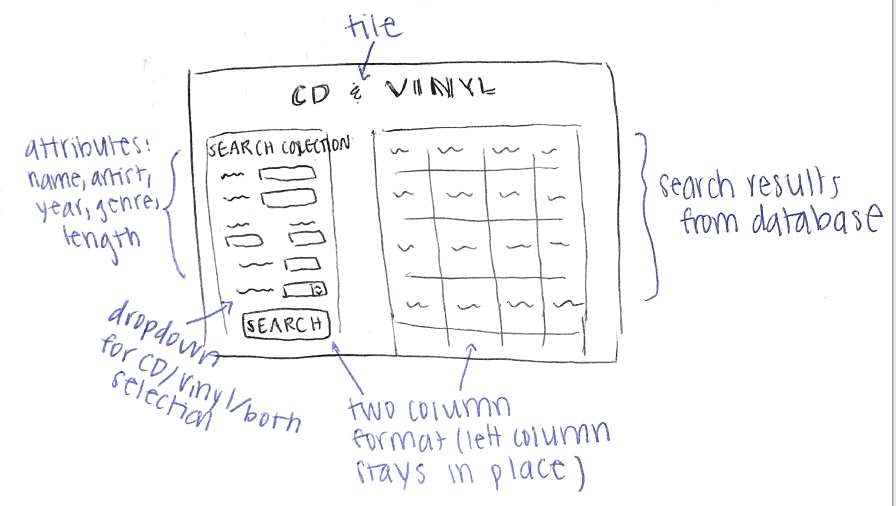 tile
CD & VINYL
SEARCH COLECTION
SEARCH
attributes:
name, artist,
year, genres,
length
dropdown
for CD/vinyl/both
selection
two column
format (left column
stays in place)
search results
from database